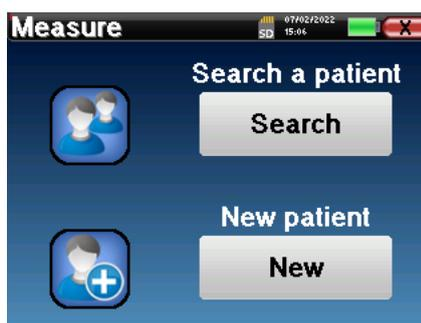 Measure
SD
07/02/2022
15:06
X
Search a patient
Search
New patient
New